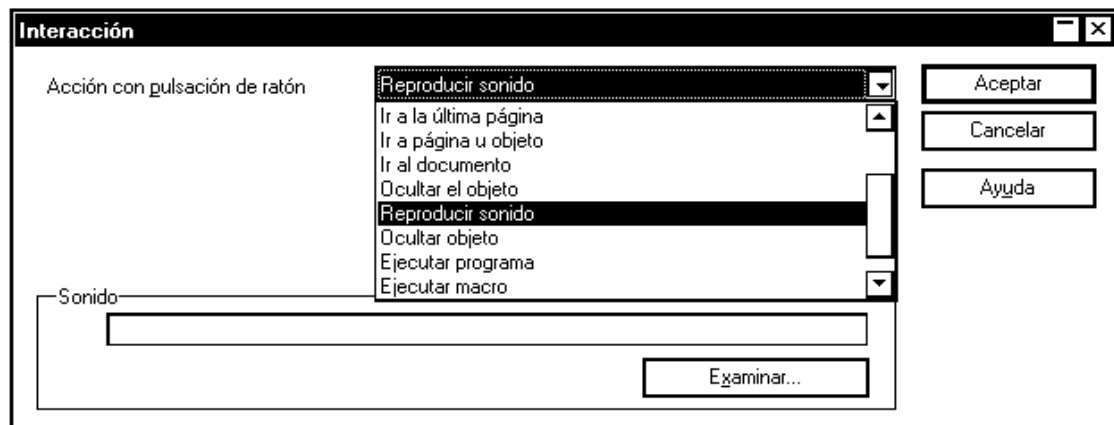 Interacción
Acción con pulsación de ratón
Reproducir sonido
Aceptar
Ir a la última página
Ir a página u objeto
Cancelar
Ir al documento
Ocultar el objeto
Ayuda
Reproducir sonido
Ocultar objeto
Ejecutar programa
Ejecutar macro
Sonido
Examinar...